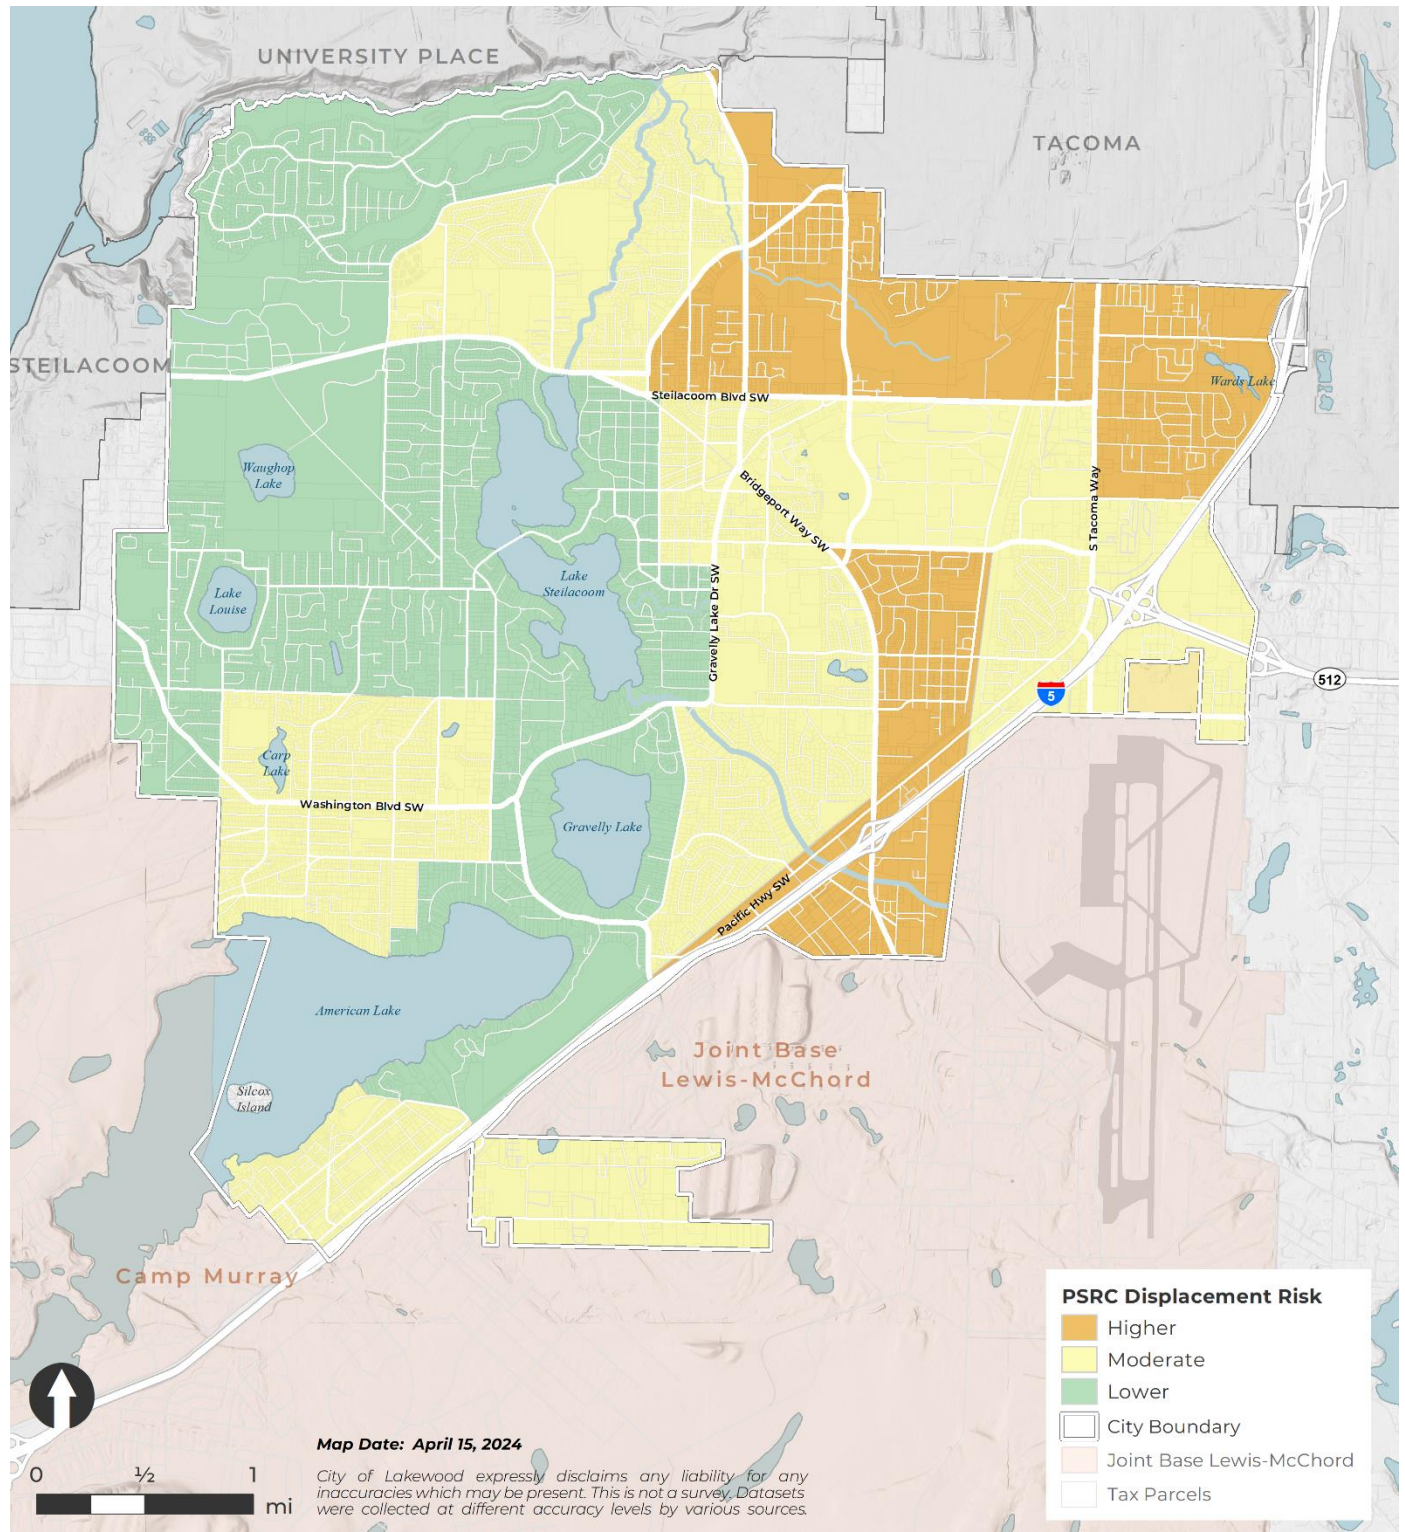 UNIVERSITY PLACE
TACOMA
STEILACOOM
Wards Lake
Steilacoom Blvd SW
Waughop
Lake
Bridgeport Way SW
S Tacoma Way
Lake
Steilacoom
Lake
Louise
Gravelly Lake Dr SW
512
5
Carp
Lake
Washington Blvd SW
Gravelly Lake
Pacific Hwy SW
American Lake
Joint Base
Lewis-McChord
Silcox
Island
Camp Murray
PSRC Displacement Risk
Higher
Moderate
Lower
City Boundary
Joint Base Lewis-McChord
Tax Parcels
Map Date: April 15, 2024
City of Lakewood expressly disclaims any liability for any
inaccuracies which may be present. This is not a survey. Datasets
were collected at different accuracy levels by various sources.
0 ½ 1
mi